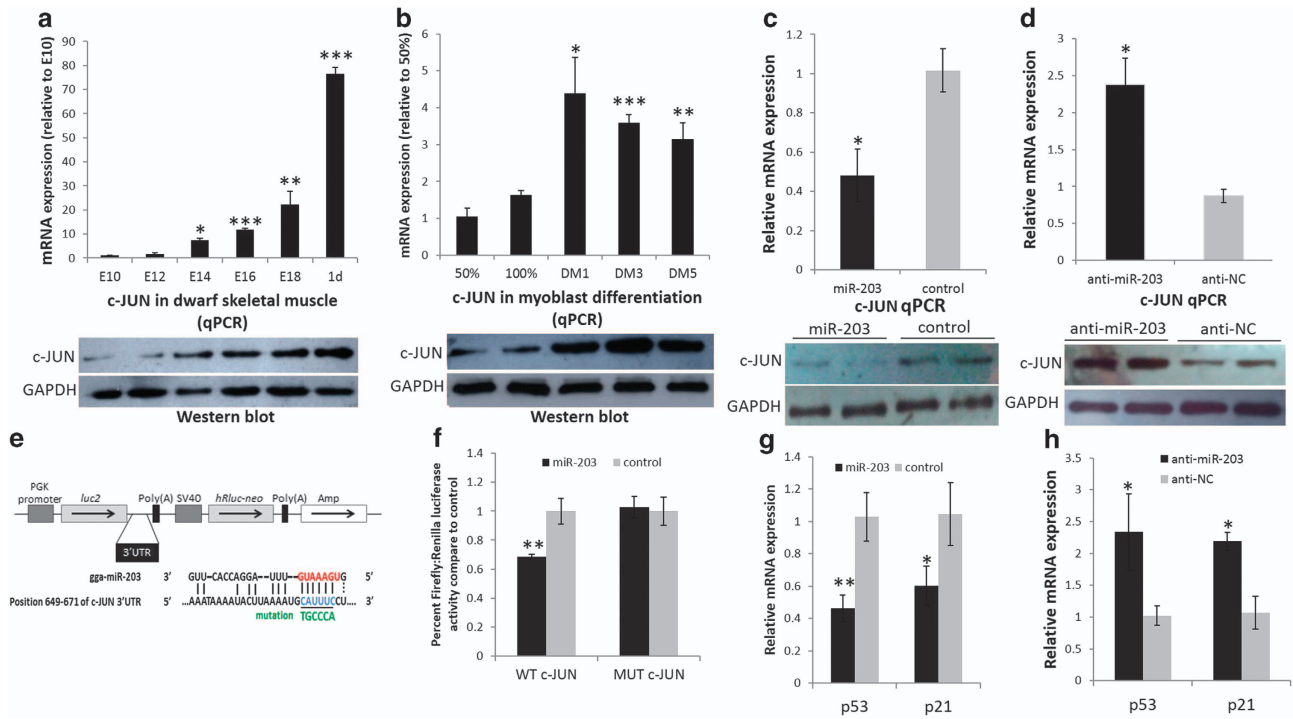 a
mRNA expression (relative to E10)
90
80
70
60
50
40
30
20
10
0
*
***
**
***
E10 E12 E14 E16 E18 1d
c-JUN in dwarf skeletal muscle
(qPCR)
c-JUN
GAPDH
Western blot
b
mRNA expression (relative to 50%)
6
5
4
3
2
1
0
*
***
**
50% 100% DM1 DM3 DM5
c-JUN in myoblast differentiation
(qPCR)
c-JUN
GAPDH
Western blot
c
Relative mRNA expression
1.2
1
0.8
0.6
0.4
0.2
0
*
miR-203 control
c-JUN qPCR
miR-203 control
c-JUN
GAPDH
d
Relative mRNA expression
3
2.5
2
1.5
1
0.5
0
*
anti-miR-203 anti-NC
c-JUN qPCR
anti-miR-203 anti-NC
c-JUN
GAPDH
e
PGK
promoter
luc2 Poly(A) SV40 hRluc-neo Poly(A) Amp
3'UTR
gga-miR-203 3' GUU-CACCAGGA--UUU-GUAAAGUG 5'
Position 649-671 of c-JUN 3'UTR 5' ...AAATAAAAUACUUAAAAUGCAUUUCCU.... 3'
mutation TGCCCA
f
Percent Firefly:Renilla luciferase
activity compare to control
1.4
1.2
1
0.8
0.6
0.4
0.2
0
miR-203 control
**
WT c-JUN MUT c-JUN
g
Relative mRNA expression
1.4
1.2
1
0.8
0.6
0.4
0.2
0
miR-203 control
**
*
p53 p21
h
Relative mRNA expression
3.5
3
2.5
2
1.5
1
0.5
0
anti-miR-203
anti-NC
*
*
p53 p21